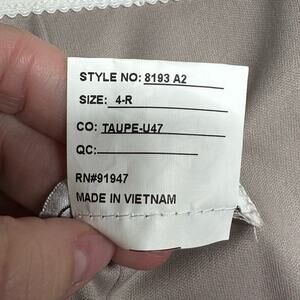 STYLE NO: 8193 A2
SIZE: 4-R
CO: TAUPE-U47
QC:
RN#91947
MADE IN VIETNAM